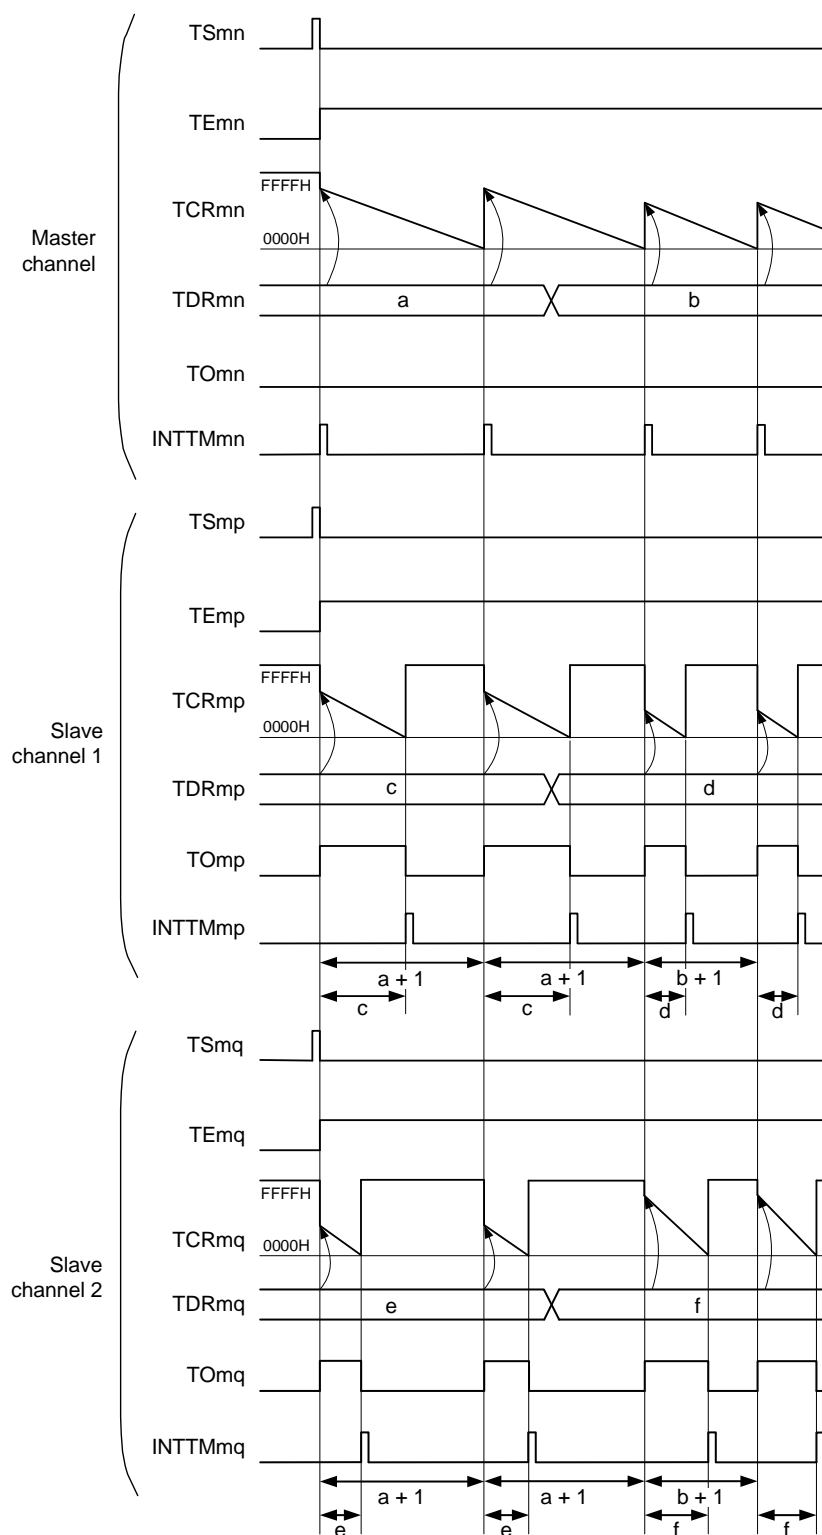 TSmn
TEmn
FFFFH
TCRmn
0000H
Master
channel
TDRmn
a
b
TOmn
INTTMmn
TSmp
TEmp
FFFFH
TCRmp
0000H
Slave
channel 1
TDRmp
c
d
TOmp
INTTMmp
a + 1
a + 1
b + 1
c
c
d
d
TSmq
TEmq
FFFFH
TCRmq
0000H
Slave
channel 2
TDRmq
e
f
TOmq
INTTMmq
a + 1
a + 1
b + 1
e
e
f
f